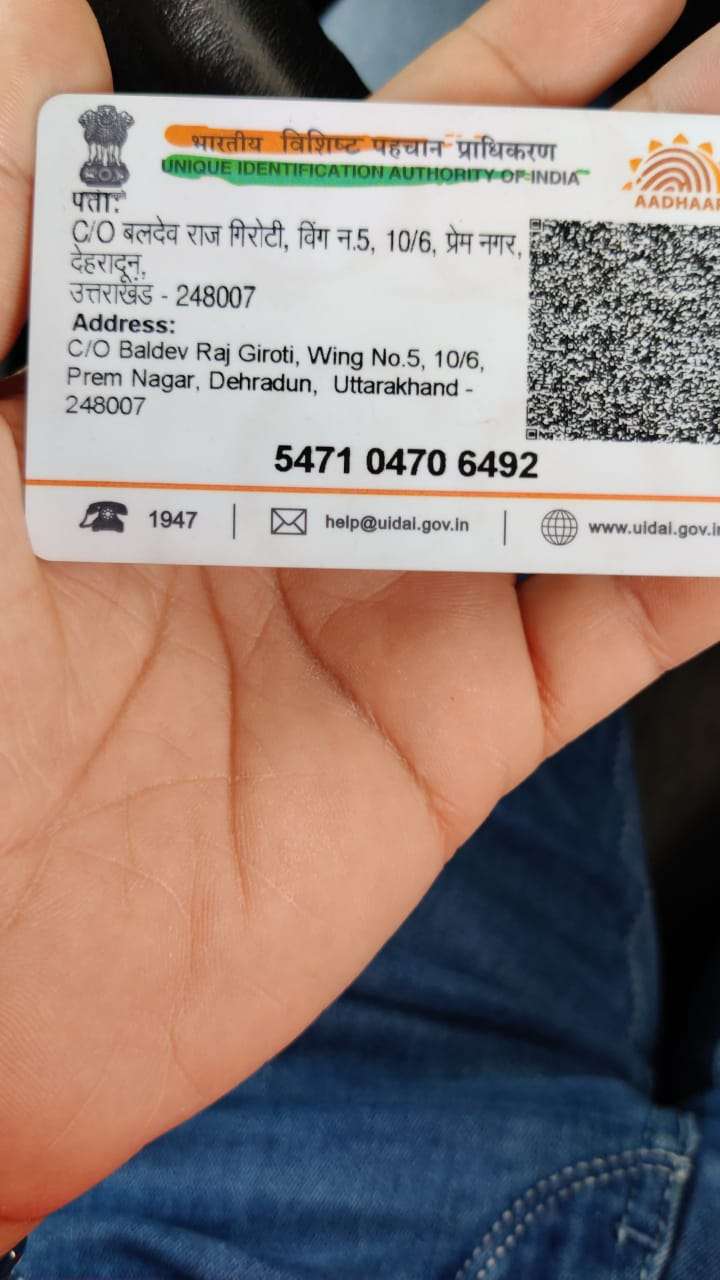 भारतीय विशिष्ट पहचान प्राधिकरण
UNIQUE IDENTIFICATION AUTHORITY OF INDIA
AADHAAR
पता:
C/O बलदेव राज गिरोटी, विंग न.5, 10/6, प्रेम नगर,
देहरादून,
उत्तराखंड - 248007
Address:
C/O Baldev Raj Giroti, Wing No.5, 10/6,
Prem Nagar, Dehradun, Uttarakhand -
248007
5471 0470 6492
1947 | help@uidai.gov.in | www.uidai.gov.in